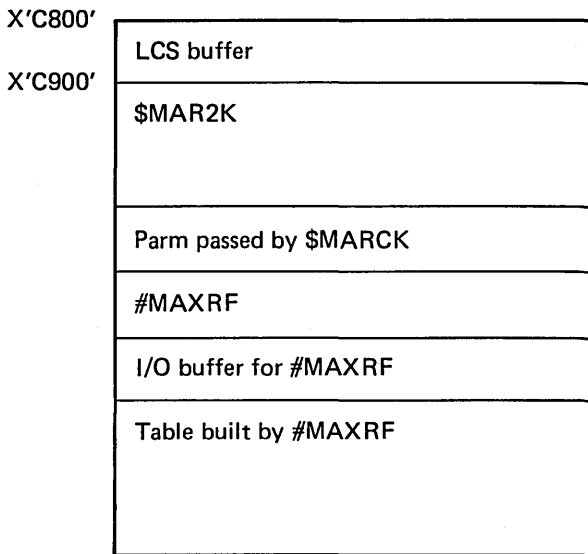 X'C800'
LCS buffer
X'C900'
$MAR2K
Parm passed by $MARCK
#MAXRF
I/O buffer for #MAXRF
Table built by #MAXRF